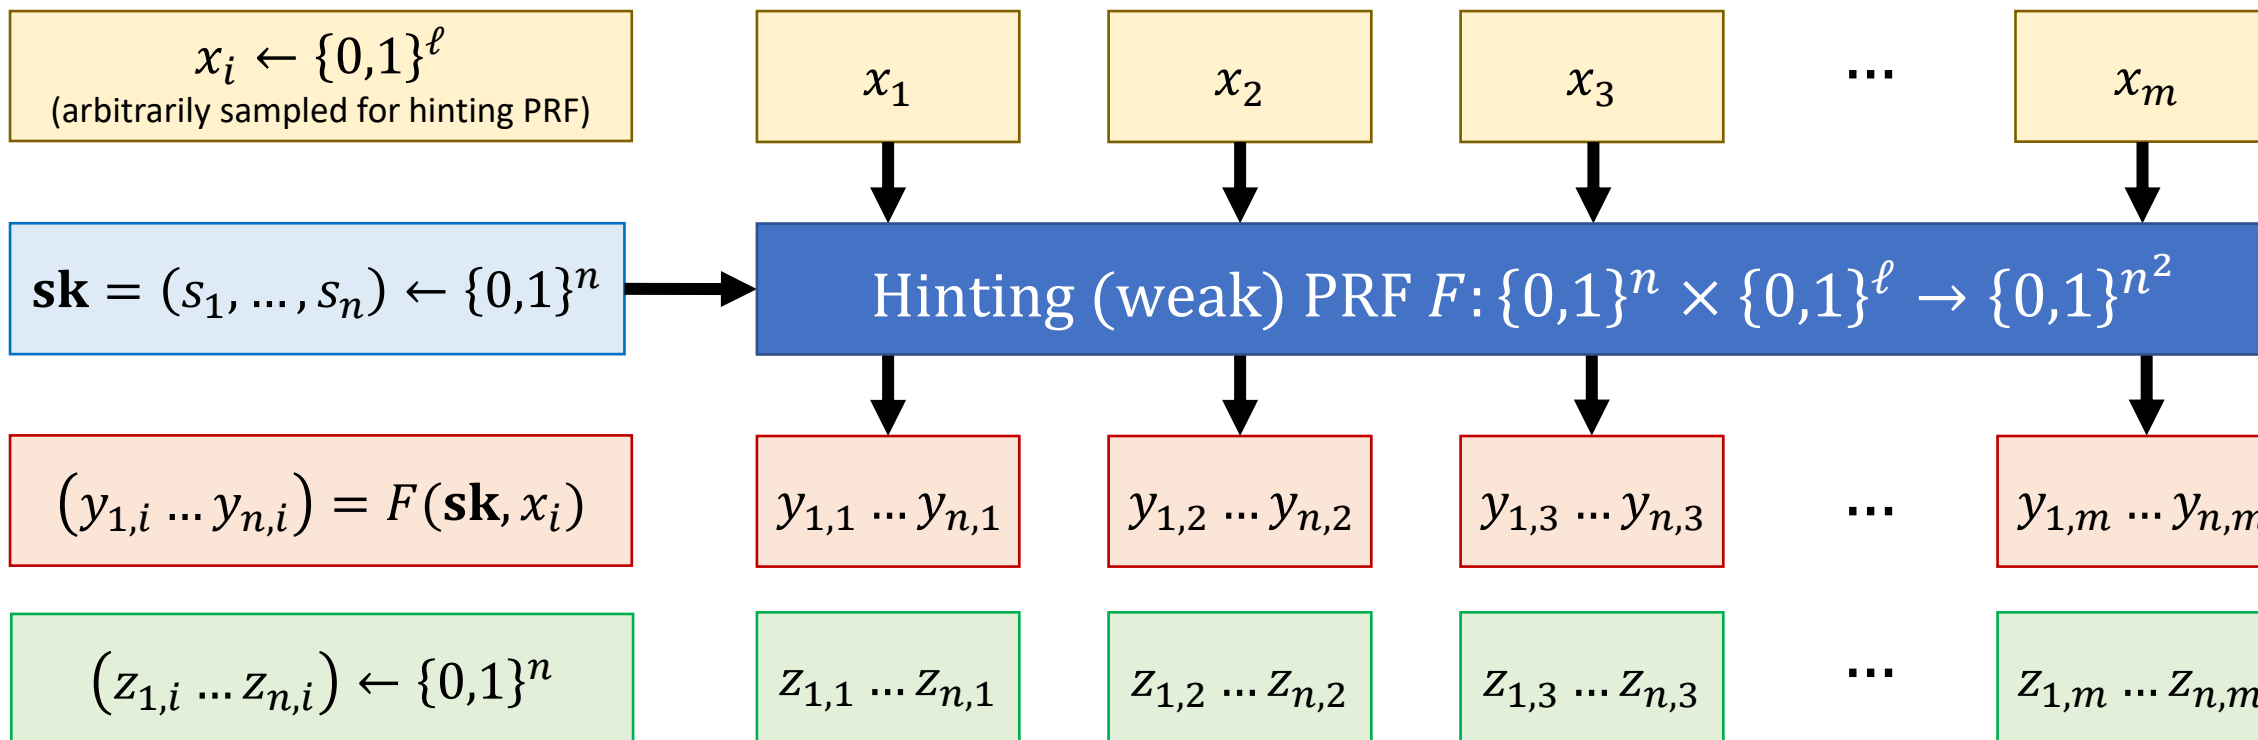 x_i ← {0,1}^ℓ
(arbitrarily sampled for hinting PRF)
x_1 x_2 x_3 ... x_m
𝐬𝐤 = (s_1, … , s_n) ← {0,1}^n
Hinting (weak) PRF F: {0,1}^n × {0,1}^ℓ → {0,1}^{n^2}
(y_{1,i} … y_{n,i}) = F(𝐬𝐤, x_i)
y_{1,1} … y_{n,1} y_{1,2} … y_{n,2} y_{1,3} … y_{n,3} ... y_{1,m} … y_{n,m}
(z_{1,i} … z_{n,i}) ← {0,1}^n
z_{1,1} … z_{n,1} z_{1,2} … z_{n,2} z_{1,3} … z_{n,3} ... z_{1,m} … z_{n,m}